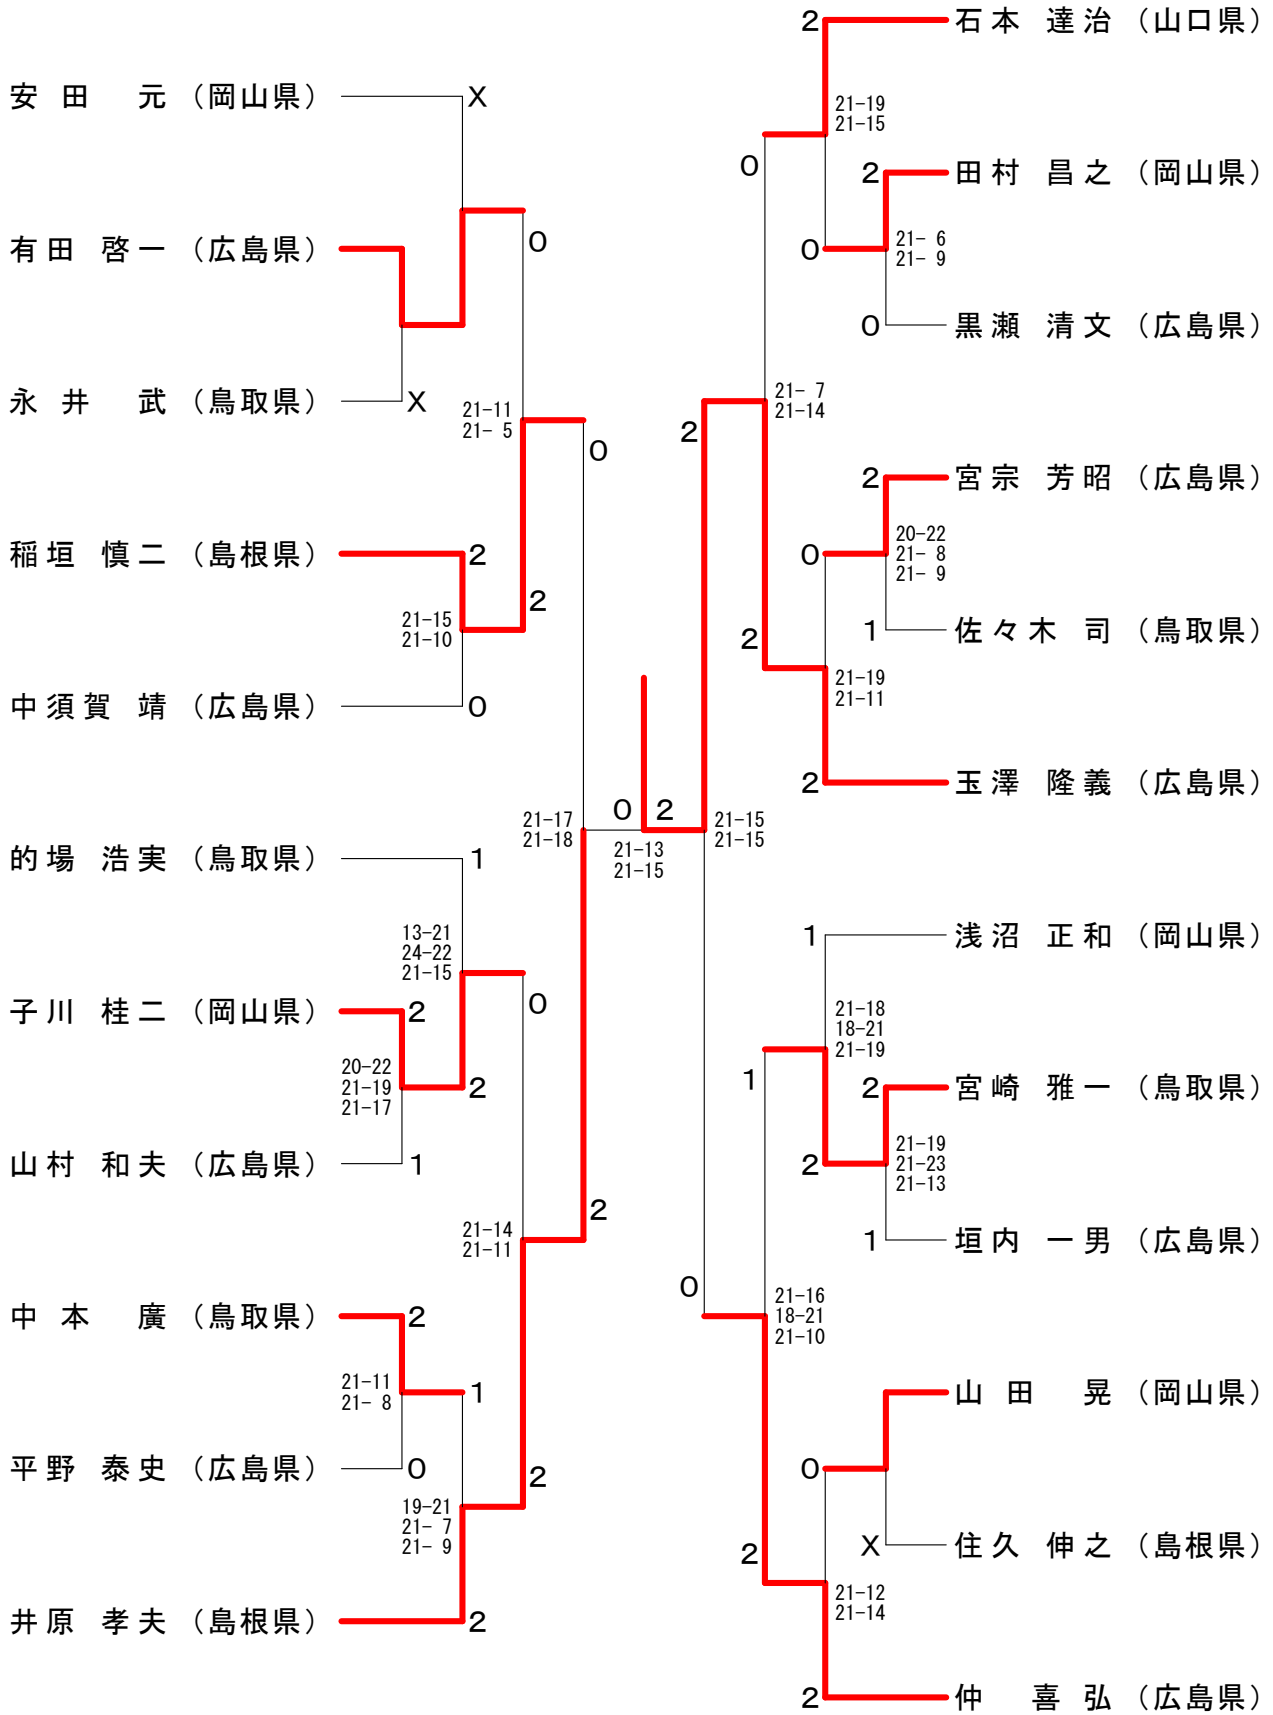 安田 元 （岡山県） X
有田 啓一 （広島県）
0
永井 武 （鳥取県） X
21-11
21- 5
0
稲垣 慎二 （島根県） 2
2
21-15
21-10
中須賀 靖 （広島県） 0
21-17
21-18
的場 浩実 （鳥取県） 1
13-21
24-22
21-15
子川 桂二 （岡山県） 2
0
20-22
21-19
21-17
2
山村 和夫 （広島県） 1
21-14
21-11
2
中本 廣 （鳥取県） 2
21-11
21- 8
1
平野 泰史 （広島県） 0
2
19-21
21- 7
21- 9
井原 孝夫 （島根県） 2
0 2
21-13
21-15
2 石本 達治 （山口県）
21-19
21-15
0
2 田村 昌之 （岡山県）
0
21- 6
21- 9
0 黒瀬 清文 （広島県）
21- 7
21-14
2
2 宮宗 芳昭 （広島県）
0
20-22
21- 8
21- 9
1 佐々木 司 （鳥取県）
2
21-19
21-11
2 玉澤 隆義 （広島県）
21-15
21-15
1 浅沼 正和 （岡山県）
21-18
18-21
21-19
1
2 宮崎 雅一 （鳥取県）
2
21-19
21-23
21-13
1 垣内 一男 （広島県）
0
21-16
18-21
21-10
山田 晃 （岡山県）
0
X 住久 伸之 （島根県）
2
21-12
21-14
2 仲 喜弘 （広島県）